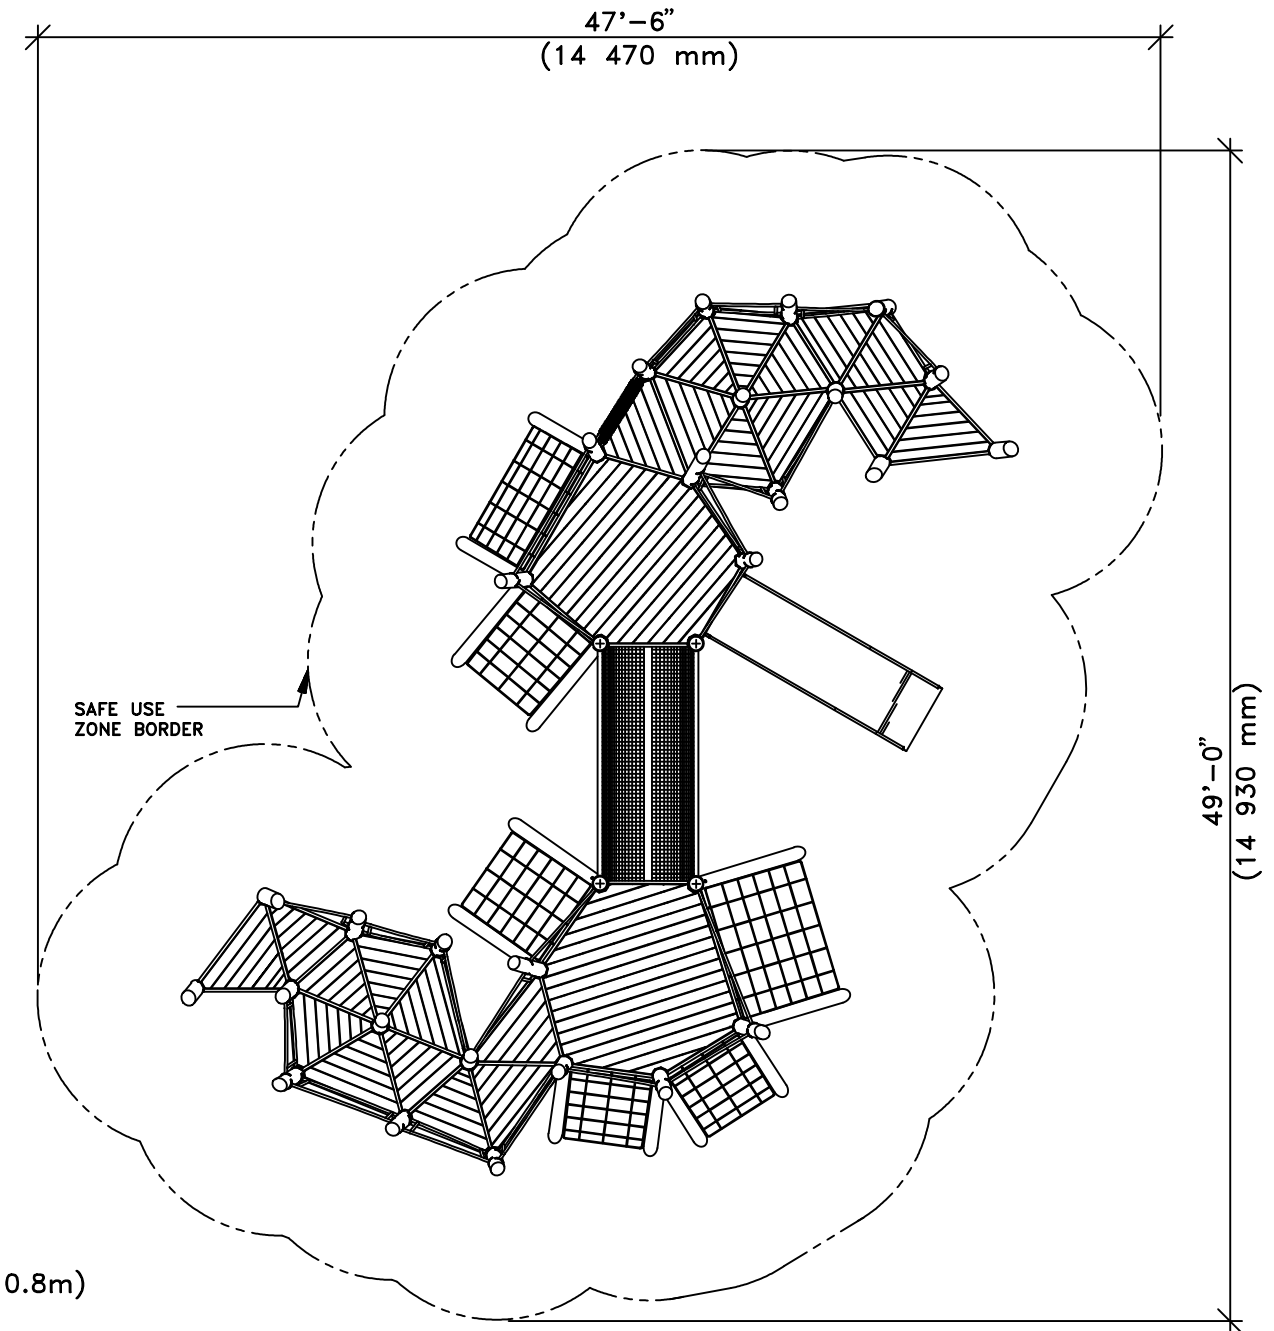 47'-6"
(14 470 mm)
SAFE USE
ZONE BORDER
49'-0"
(14 930 mm)
0.8m)